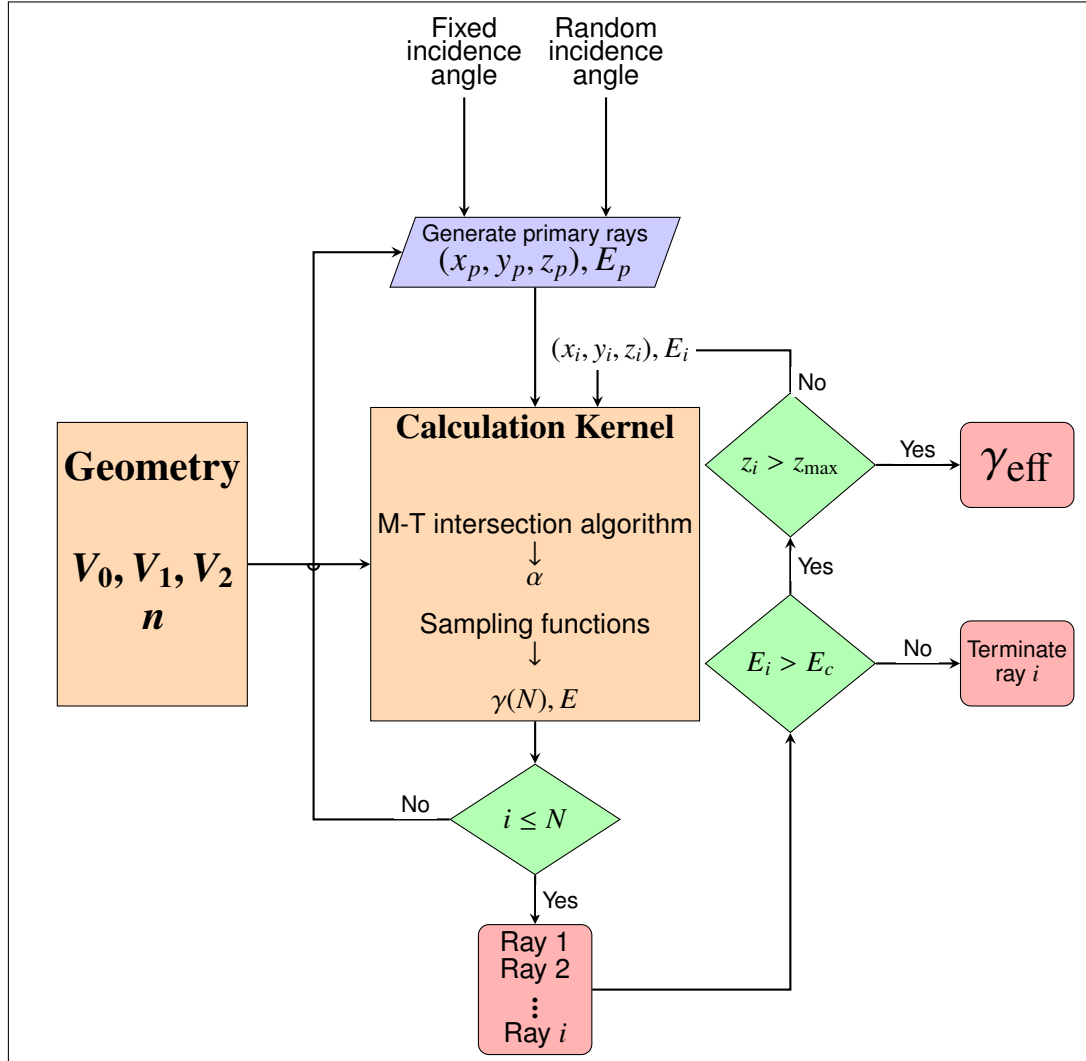 Fixed
incidence
angle
Random
incidence
angle
Generate primary rays
(x_p, y_p, z_p), E_p
(x_i, y_i, z_i), E_i
No
Geometry
V_0, V_1, V_2
n
Calculation Kernel
M-T intersection algorithm
↓
α
Sampling functions
↓
γ(N), E
z_i > z_max
Yes
γ_eff
Yes
E_i > E_c
No
Terminate
ray i
No
i ≤ N
Yes
Ray 1
Ray 2
⋮
Ray i